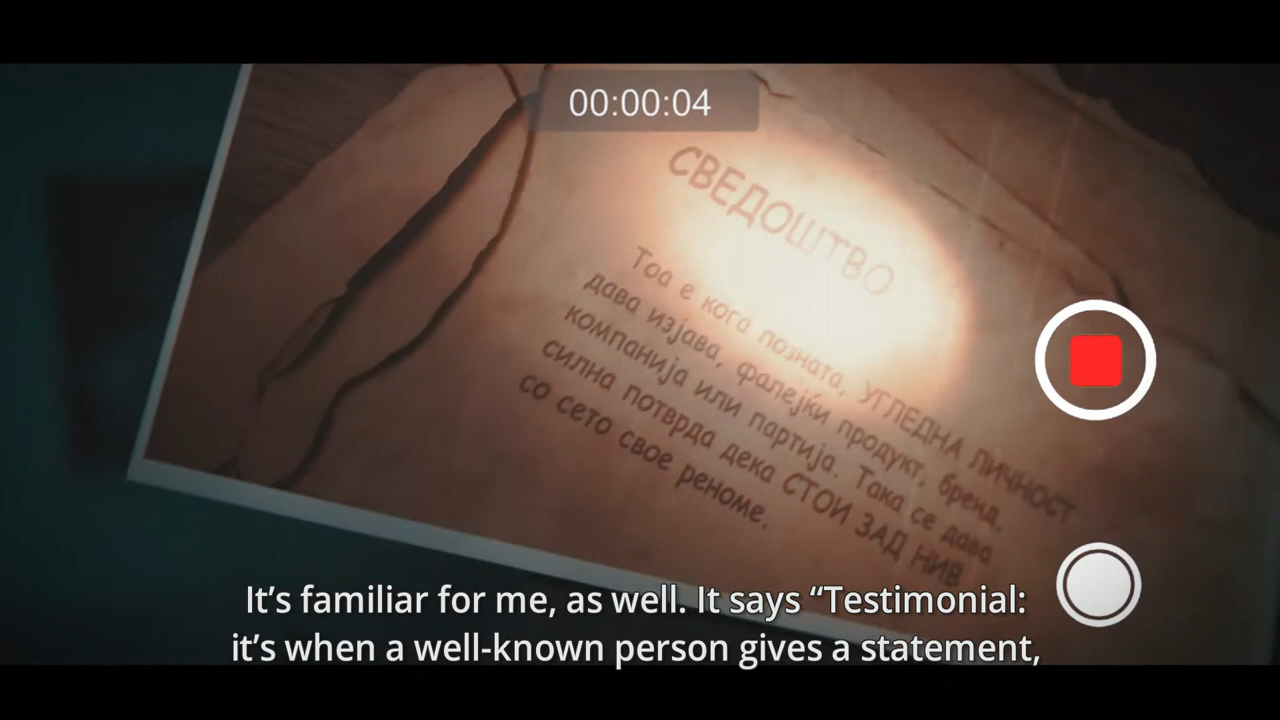 00:00:04
СВЕДОШТВО
Тоа е кога позната, УГЛЕДНА ЛИЧНОСТ
дава изјава, фалејќи продукт, бренд,
компанија или партија. Така се дава
силна потврда дека СТОИ ЗАД НИВ
со сето свое реноме.
It’s familiar for me, as well. It says “Testimonial:
it’s when a well-known person gives a statement,